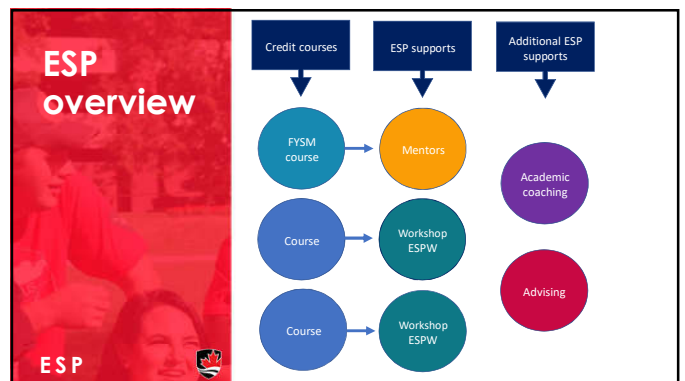 ESP
overview
Credit courses
ESP supports
Additional ESP
supports
FYSM
course
Mentors
Course
Workshop
ESPW
Course
Workshop
ESPW
Academic
coaching
Advising
ESP